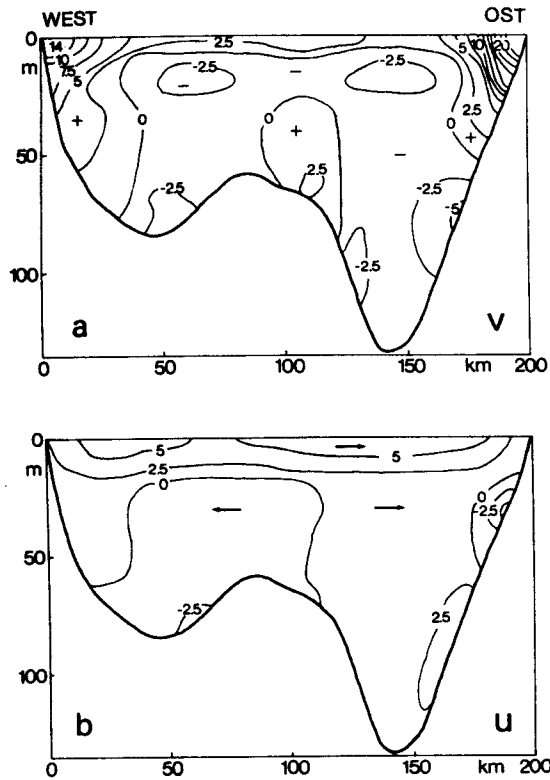 WEST OST
0 14 10 7.5 5 2.5 5 10 20
m -2.5 - -2.5 2.5
- 0 0 0
+ + +
50 -
2.5 -2.5
-2.5 -5
100 -2.5
a v
0 50 100 150 km 200
0 5 → 5
m 2.5
0 0
← → -2.5
50
-2.5 2.5
100
b u
0 50 100 150 km 200